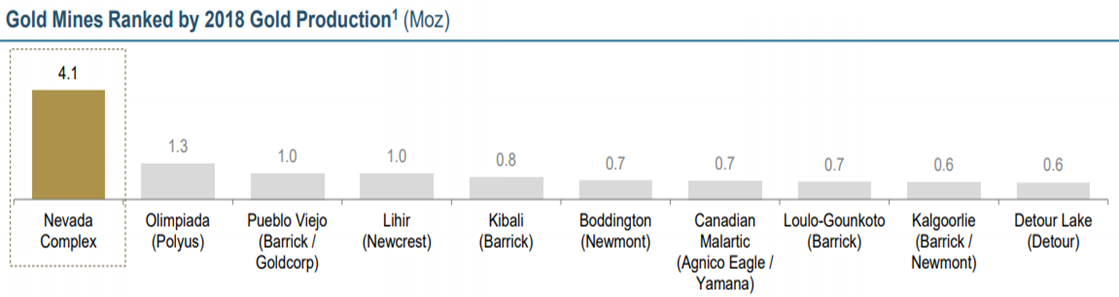 Gold Mines Ranked by 2018 Gold Production¹ (Moz)
4.1
1.3
1.0
1.0
0.8
0.7
0.7
0.7
0.6
0.6
Nevada
Complex
Olimpiada
(Polyus)
Pueblo Viejo
(Barrick /
Goldcorp)
Lihir
(Newcrest)
Kibali
(Barrick)
Boddington
(Newmont)
Canadian
Malartic
(Agnico Eagle /
Yamana)
Loulo-Gounkoto
(Barrick)
Kalgoorlie
(Barrick /
Newmont)
Detour Lake
(Detour)